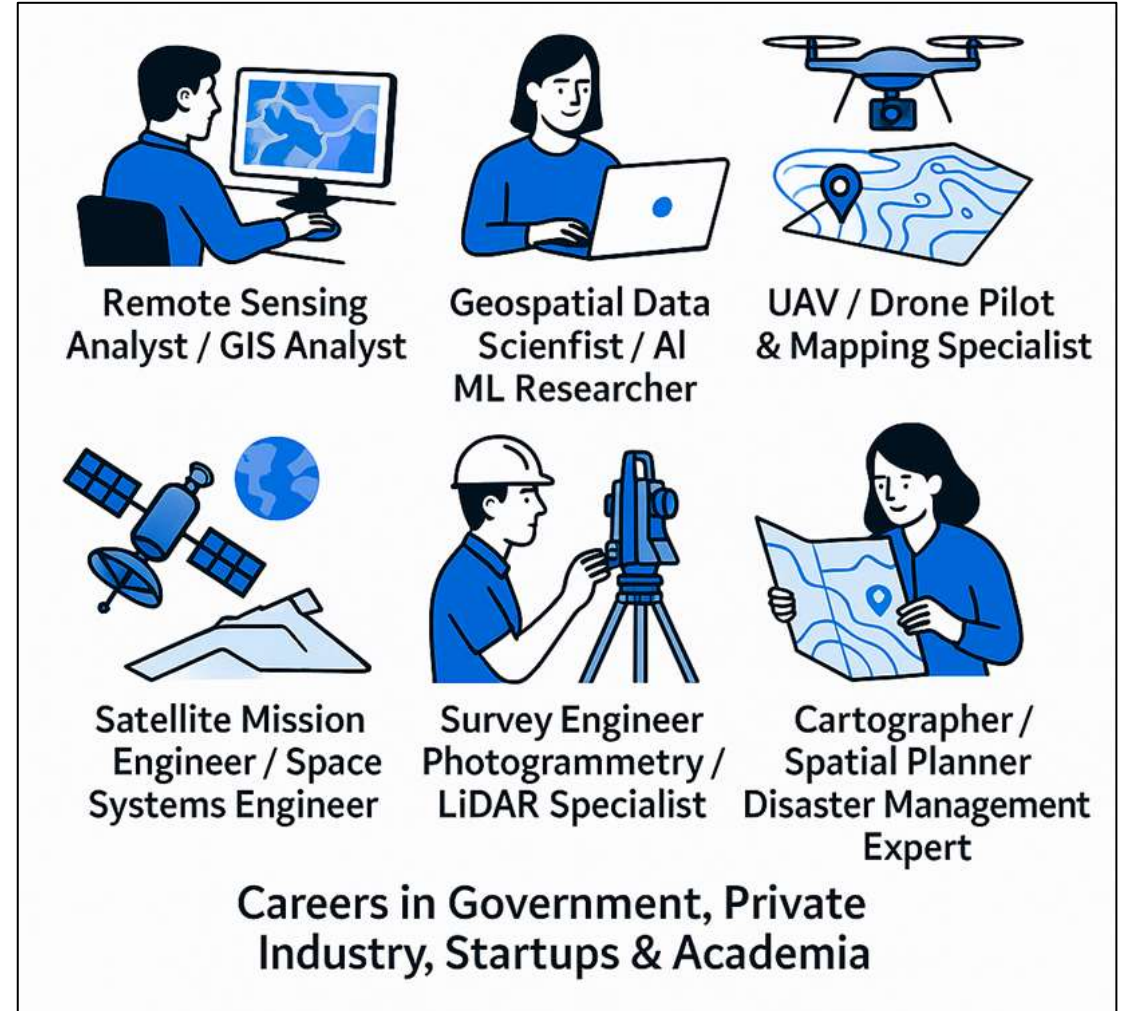 Remote Sensing
Analyst / GIS Analyst
Geospatial Data
Scienfist / AI
ML Researcher
UAV / Drone Pilot
& Mapping Specialist
Satellite Mission
Engineer / Space
Systems Engineer
Survey Engineer
Photogrammetry /
LiDAR Specialist
Cartographer /
Spatial Planner
Disaster Management
Expert
Careers in Government, Private
Industry, Startups & Academia